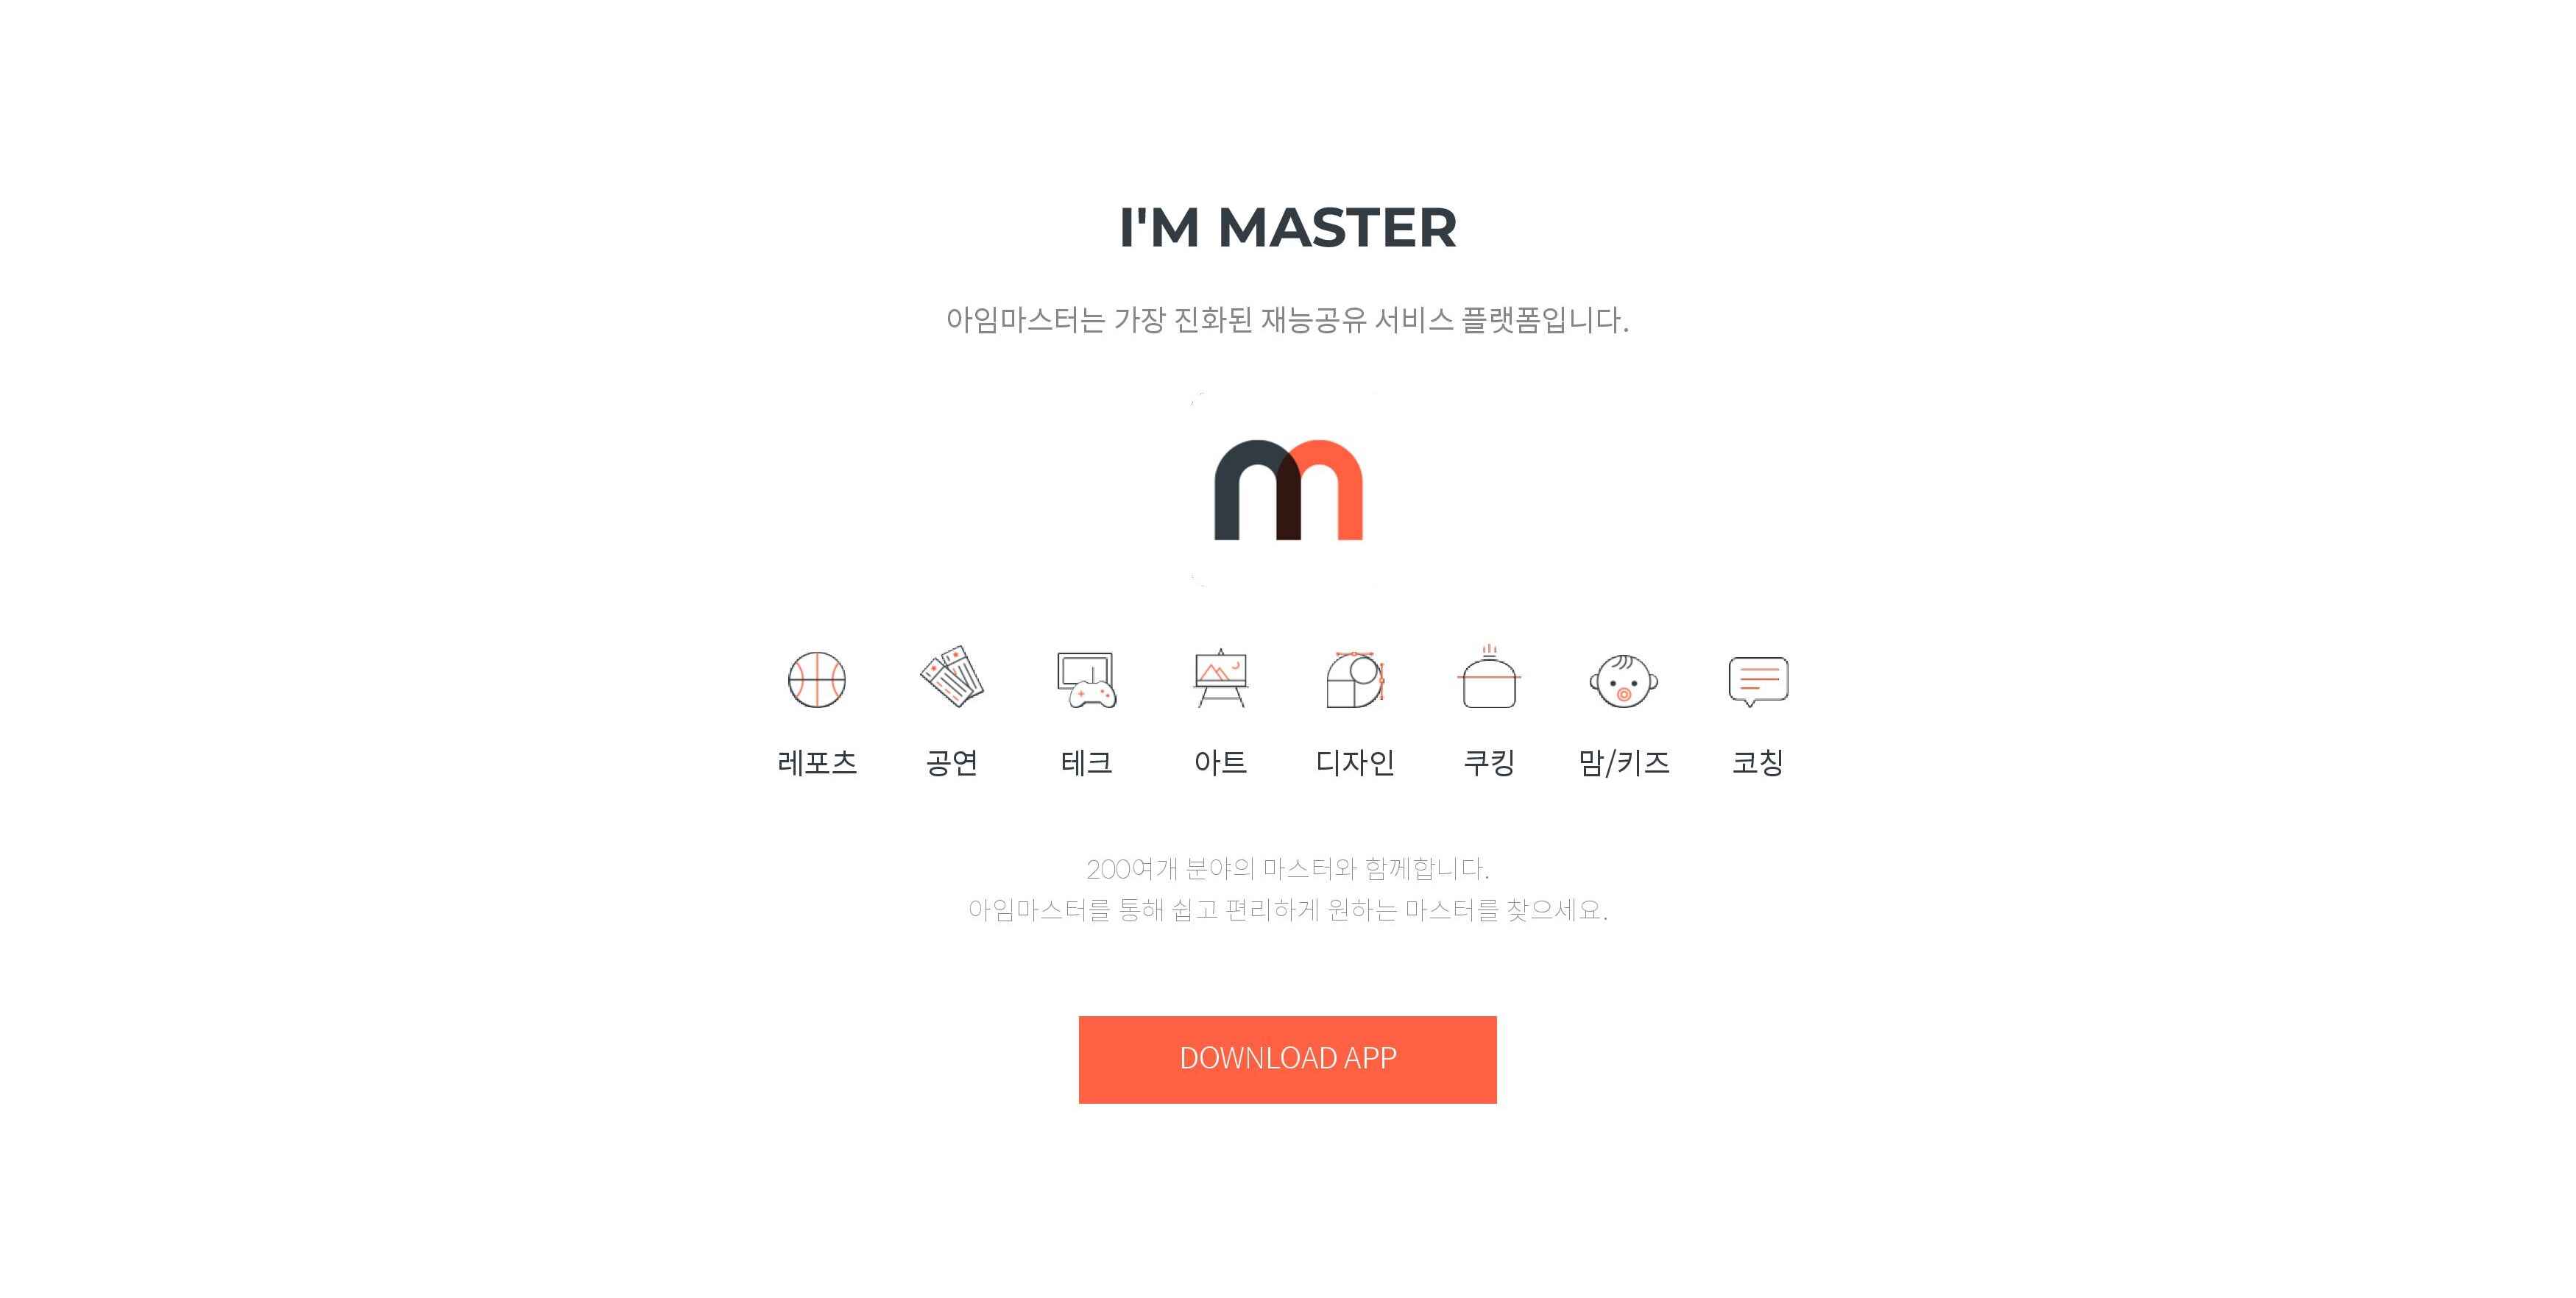 I'M MASTER
아임마스터는 가장 진화된 재능공유 서비스 플랫폼입니다.
m
레포츠 공연 테크 아트 디자인 쿠킹 맘/키즈 코칭
200여개 분야의 마스터와 함께합니다.
아임마스터를 통해 쉽고 편리하게 원하는 마스터를 찾으세요.
DOWNLOAD APP